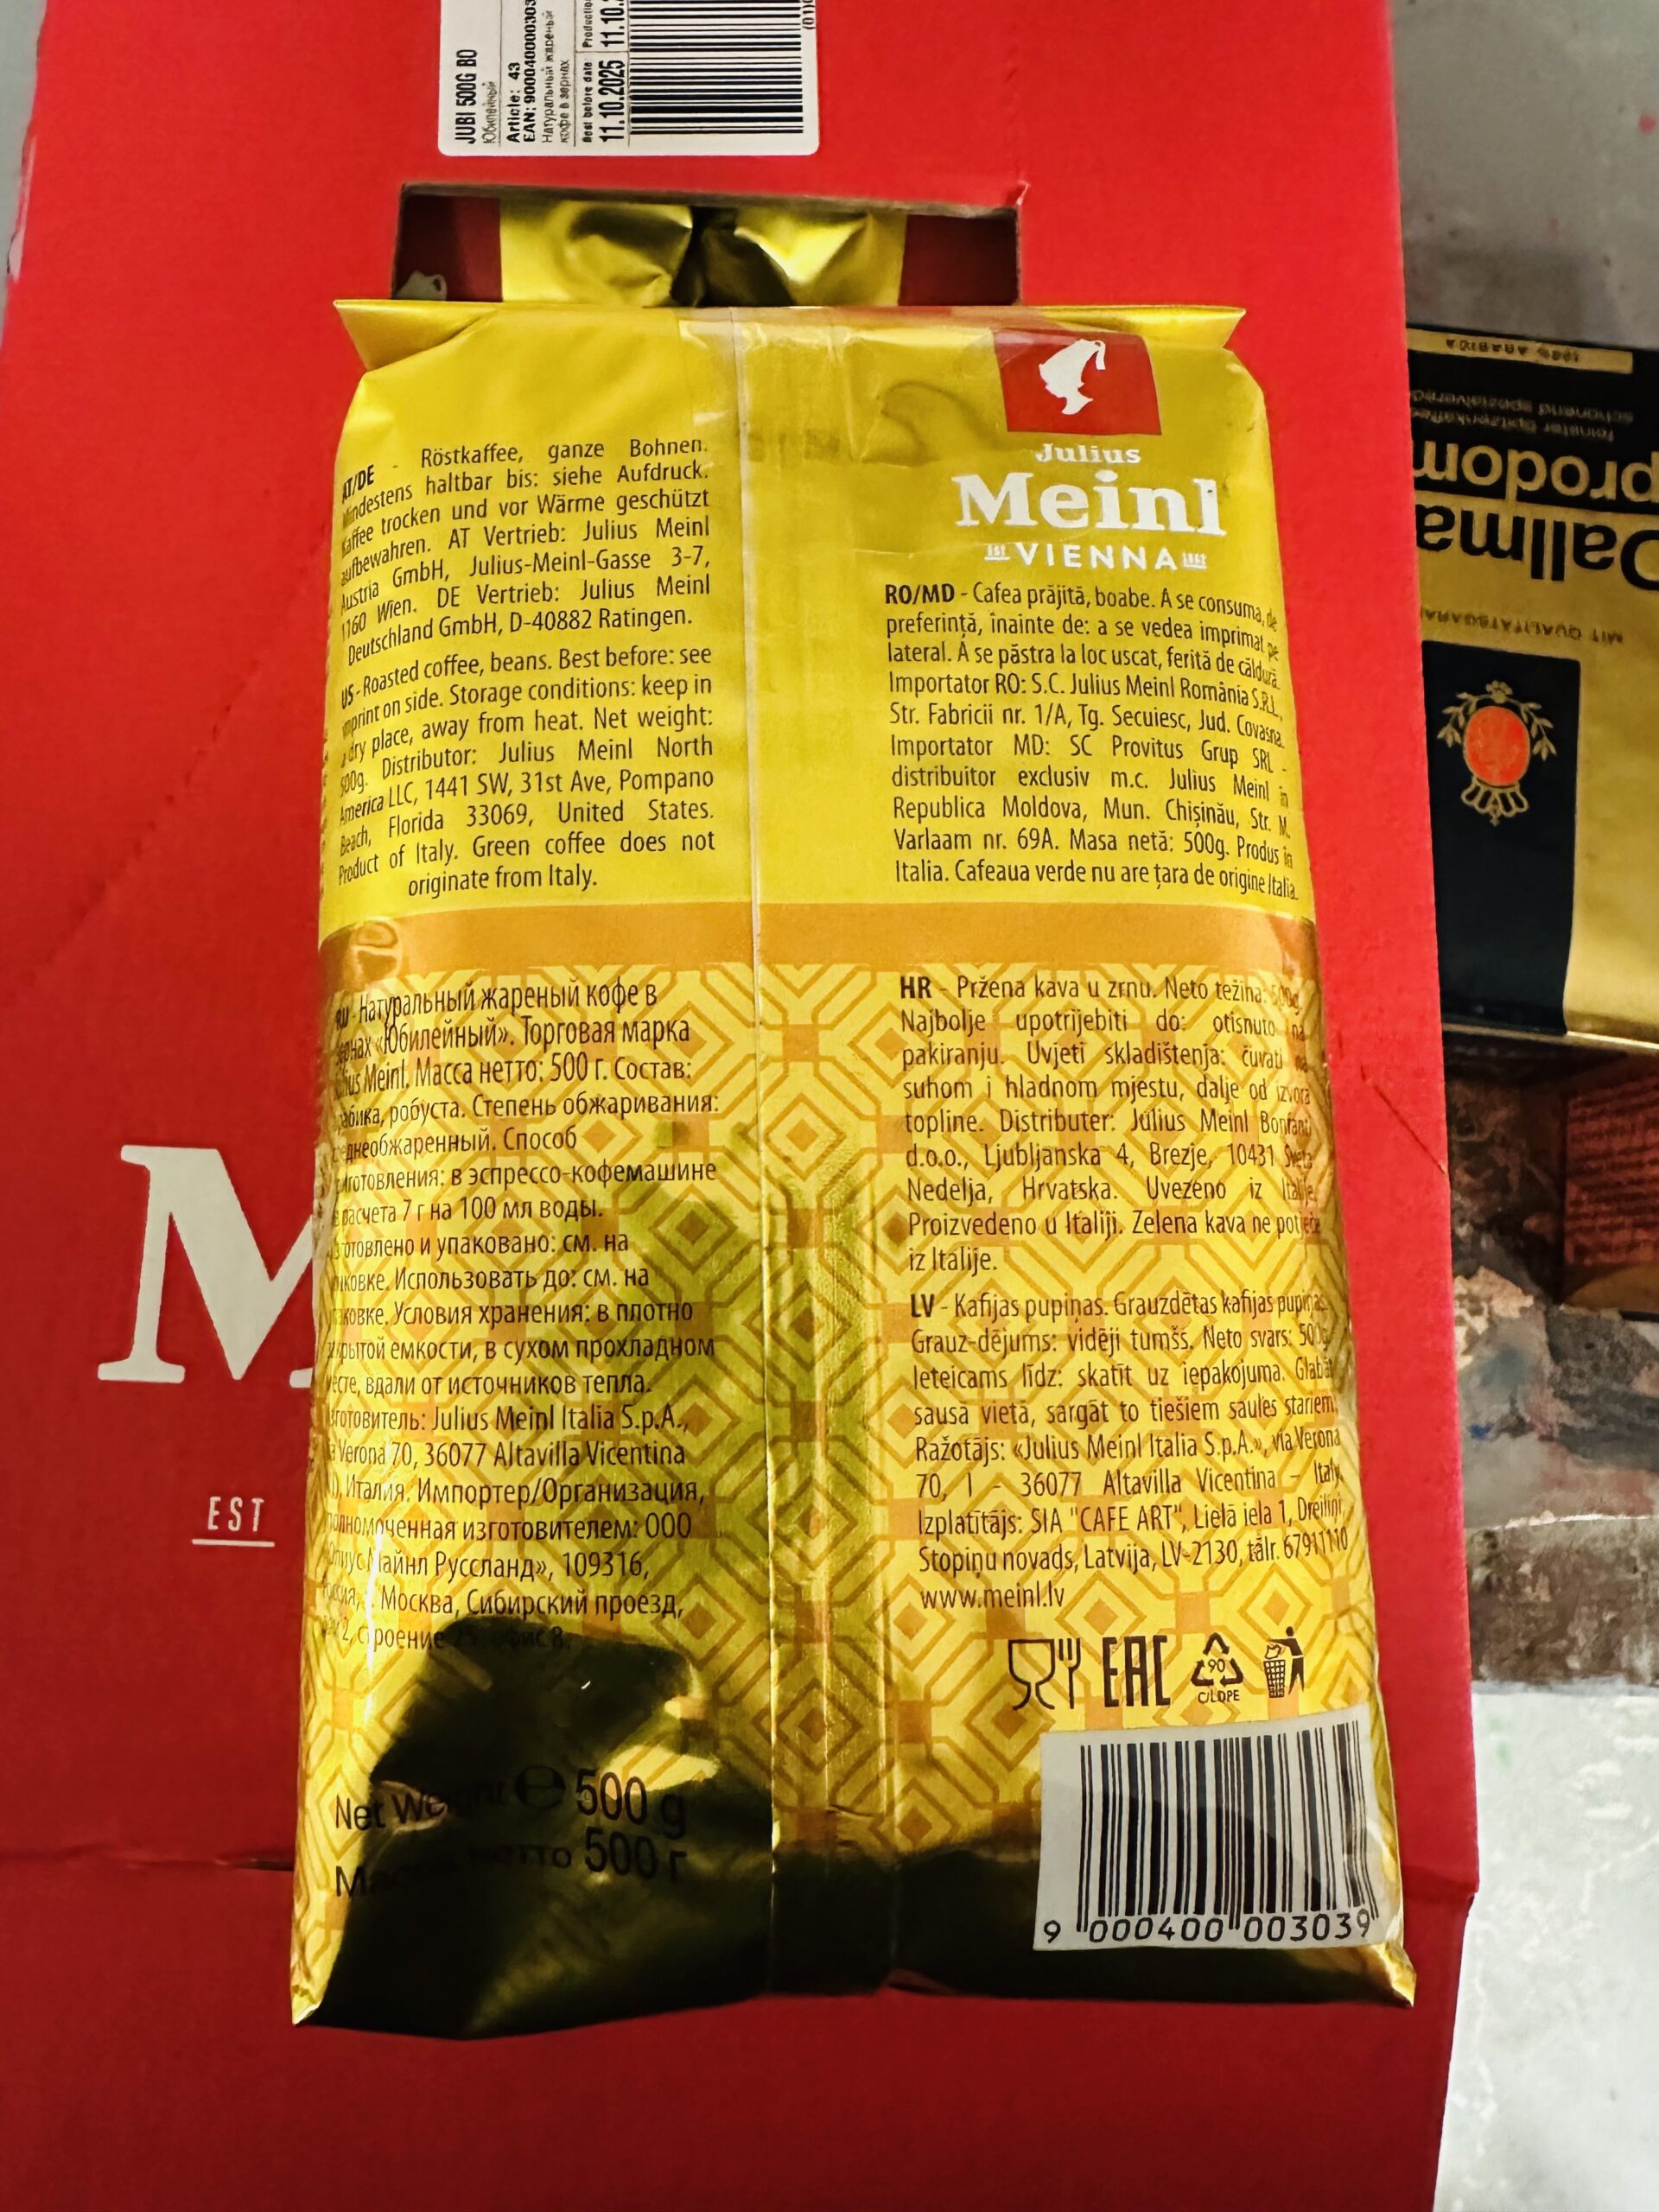 JUBI 500G BO
Юбилейный
Article: 43
EAN: 9000400000303
Натуральный жареный
кофе в зернах
Best before date
11.10.2025
11.10.
Röstkaffee, ganze Bohnen.
AT/DE -
Mindestens haltbar bis: siehe Aufdruck.
Kaffee trocken und vor Wärme geschützt
aufbewahren. AT Vertrieb: Julius Meinl
Austria GmbH, Julius-Meinl-Gasse 3-7,
1160 Wien. DE Vertrieb: Julius Meinl
Deutschland GmbH, D-40882 Ratingen.
US - Roasted coffee, beans. Best before: see
imprint on side. Storage conditions: keep in
a dry place, away from heat. Net weight:
500g. Distributor: Julius Meinl North
America LLC, 1441 SW, 31st Ave, Pompano
Beach, Florida 33069, United States.
Product of Italy. Green coffee does not
originate from Italy.
Julius
Meinl
1862 VIENNA 1862
RO/MD - Cafea prăjită, boabe. A se consuma, de
preferință, înainte de: a se vedea imprimat pe
lateral. A se păstra la loc uscat, ferită de căldură.
Importator RO: S.C. Julius Meinl România S.R.L.,
Str. Fabricii nr. 1/A, Tg. Secuiesc, Jud. Covasna.
Importator MD: SC Provitus Grup SRL -
distribuitor exclusiv m.c. Julius Meinl în
Republica Moldova, Mun. Chișinău, Str. M.
Varlaam nr. 69A. Masa netă: 500g. Produs în
Italia. Cafeaua verde nu are țara de origine Italia.
RU - Натуральный жареный кофе в
«Юбилейный». Торговая марка
Meinl. Масса нетто: 500 г. Состав:
робуста. Степень обжаривания:
Способ
в эспрессо-кофемашине
расчета 7 г на 100 мл воды.
и упаковано: см. на
Использовать до: см. на
Условия хранения: в плотно
емкости, в сухом прохладном
вдали от источников тепла.
Julius Meinl Italia S.p.A.,
Verona 70, 36077 Altavilla Vicentina
Италия. Импортер/Организация,
изготовителем: ООО
Майнл Руссланд», 109316,
Москва, Сибирский проезд,
2, строение
HR - Pržena kava u zrnu. Neto težina: 500g.
Najbolje upotrijebiti do: otisnuto na
pakiranju. Uvjeti skladištenja: čuvati na
suhom i hladnom mjestu, dalje od izvora
topline. Distributer: Julius Meinl Bonfanti
d.o.o., Ljubljanska 4, Brezje, 10431 Sveta
Nedelja, Hrvatska. Uvezeno iz Italije.
Proizvedeno u Italiji. Zelena kava ne potječe
iz Italije.
LV - Kafijas pupiņas. Grauzdētas kafijas pupiņas.
Grauz-dējums: vidēji tumšs. Neto svars: 500g.
Ieteicams līdz: skatīt uz iepakojuma. Glabāt
sausā vietā, sargāt to tiešiem saules stariem.
Ražotājs: «Julius Meinl Italia S.p.A.», via Verona
70, I - 36077 Altavilla Vicentina - Italy.
Izplatītājs: SIA "CAFE ART", Lielā iela 1, Dreiliņi,
Stopiņu novads, Latvija, LV-2130, tālr. 67911110
www.meinl.lv
EAC
90
C/LDPE
Net Weight e 500 g
Масса нетто 500 г
9 000400 003039
M
EST
Dallma
prodom